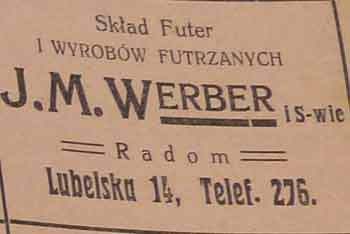 Skład Futer
I WYROBÓW FUTRZANYCH
J. M. WERBER i S-wie
Radom
Lubelska 14, Telef. 276.